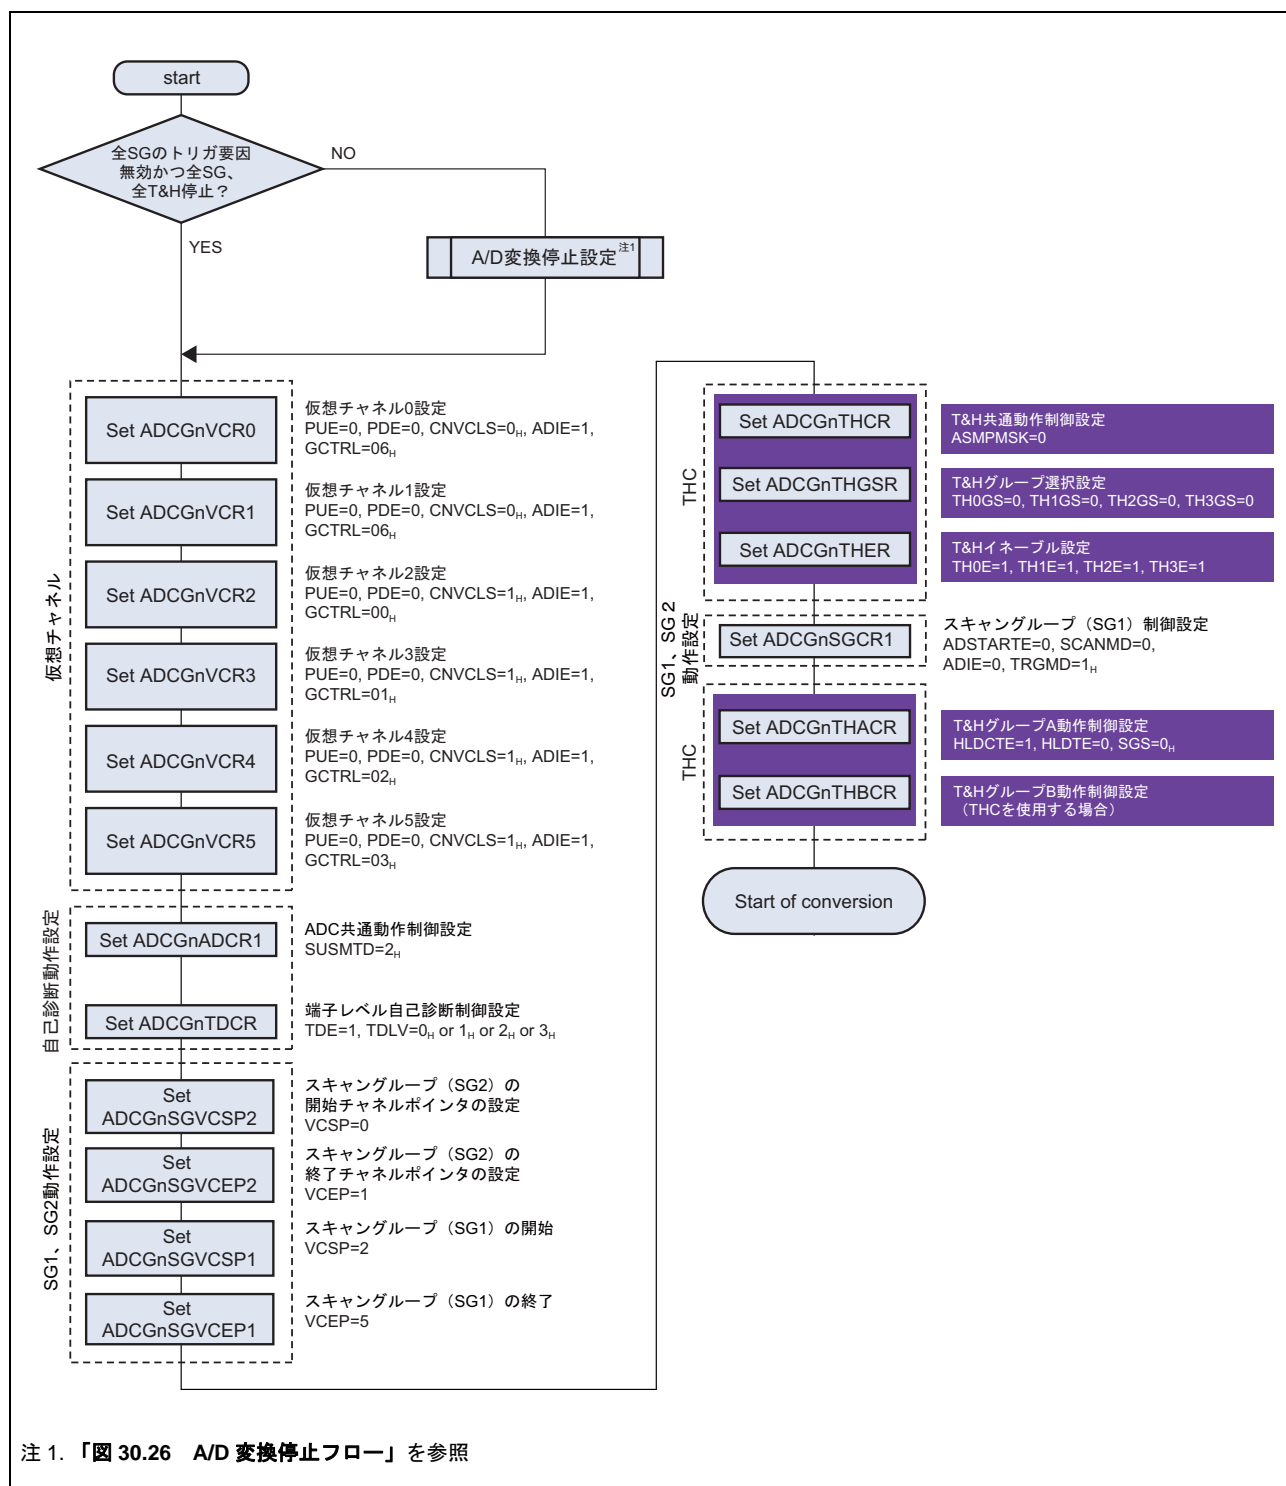 start
全SGのトリガ要因
無効かつ全SG、
全T&H停止？
NO
YES
A/D変換停止設定注1
仮想チャネル
Set ADCGnVCR0
仮想チャネル0設定
PUE=0, PDE=0, CNVCLS=0H, ADIE=1,
GCTRL=06H
Set ADCGnVCR1
仮想チャネル1設定
PUE=0, PDE=0, CNVCLS=0H, ADIE=1,
GCTRL=06H
Set ADCGnVCR2
仮想チャネル2設定
PUE=0, PDE=0, CNVCLS=1H, ADIE=1,
GCTRL=00H
Set ADCGnVCR3
仮想チャネル3設定
PUE=0, PDE=0, CNVCLS=1H, ADIE=1,
GCTRL=01H
Set ADCGnVCR4
仮想チャネル4設定
PUE=0, PDE=0, CNVCLS=1H, ADIE=1,
GCTRL=02H
Set ADCGnVCR5
仮想チャネル5設定
PUE=0, PDE=0, CNVCLS=1H, ADIE=1,
GCTRL=03H
自己診断動作設定
Set ADCGnADCR1
ADC共通動作制御設定
SUSMTD=2H
Set ADCGnTDCR
端子レベル自己診断制御設定
TDE=1, TDLV=0H or 1H or 2H or 3H
SG1、SG2動作設定
Set
ADCGnSGVCSP2
スキャングループ（SG2）の
開始チャネルポインタの設定
VCSP=0
Set
ADCGnSGVCEP2
スキャングループ（SG2）の
終了チャネルポインタの設定
VCEP=1
Set
ADCGnSGVCSP1
スキャングループ（SG1）の開始
VCSP=2
Set
ADCGnSGVCEP1
スキャングループ（SG1）の終了
VCEP=5
THC
Set ADCGnTHCR
T&H共通動作制御設定
ASMPMSK=0
Set ADCGnTHGSR
T&Hグループ選択設定
TH0GS=0, TH1GS=0, TH2GS=0, TH3GS=0
Set ADCGnTHER
T&Hイネーブル設定
TH0E=1, TH1E=1, TH2E=1, TH3E=1
SG1、SG２
動作設定
Set ADCGnSGCR1
スキャングループ（SG1）制御設定
ADSTARTE=0, SCANMD=0,
ADIE=0, TRGMD=1H
THC
Set ADCGnTHACR
T&HグループA動作制御設定
HLDCTE=1, HLDTE=0, SGS=0H
Set ADCGnTHBCR
T&HグループB動作制御設定
（THCを使用する場合）
Start of conversion
注 1. 「図 30.26 A/D 変換停止フロー」を参照